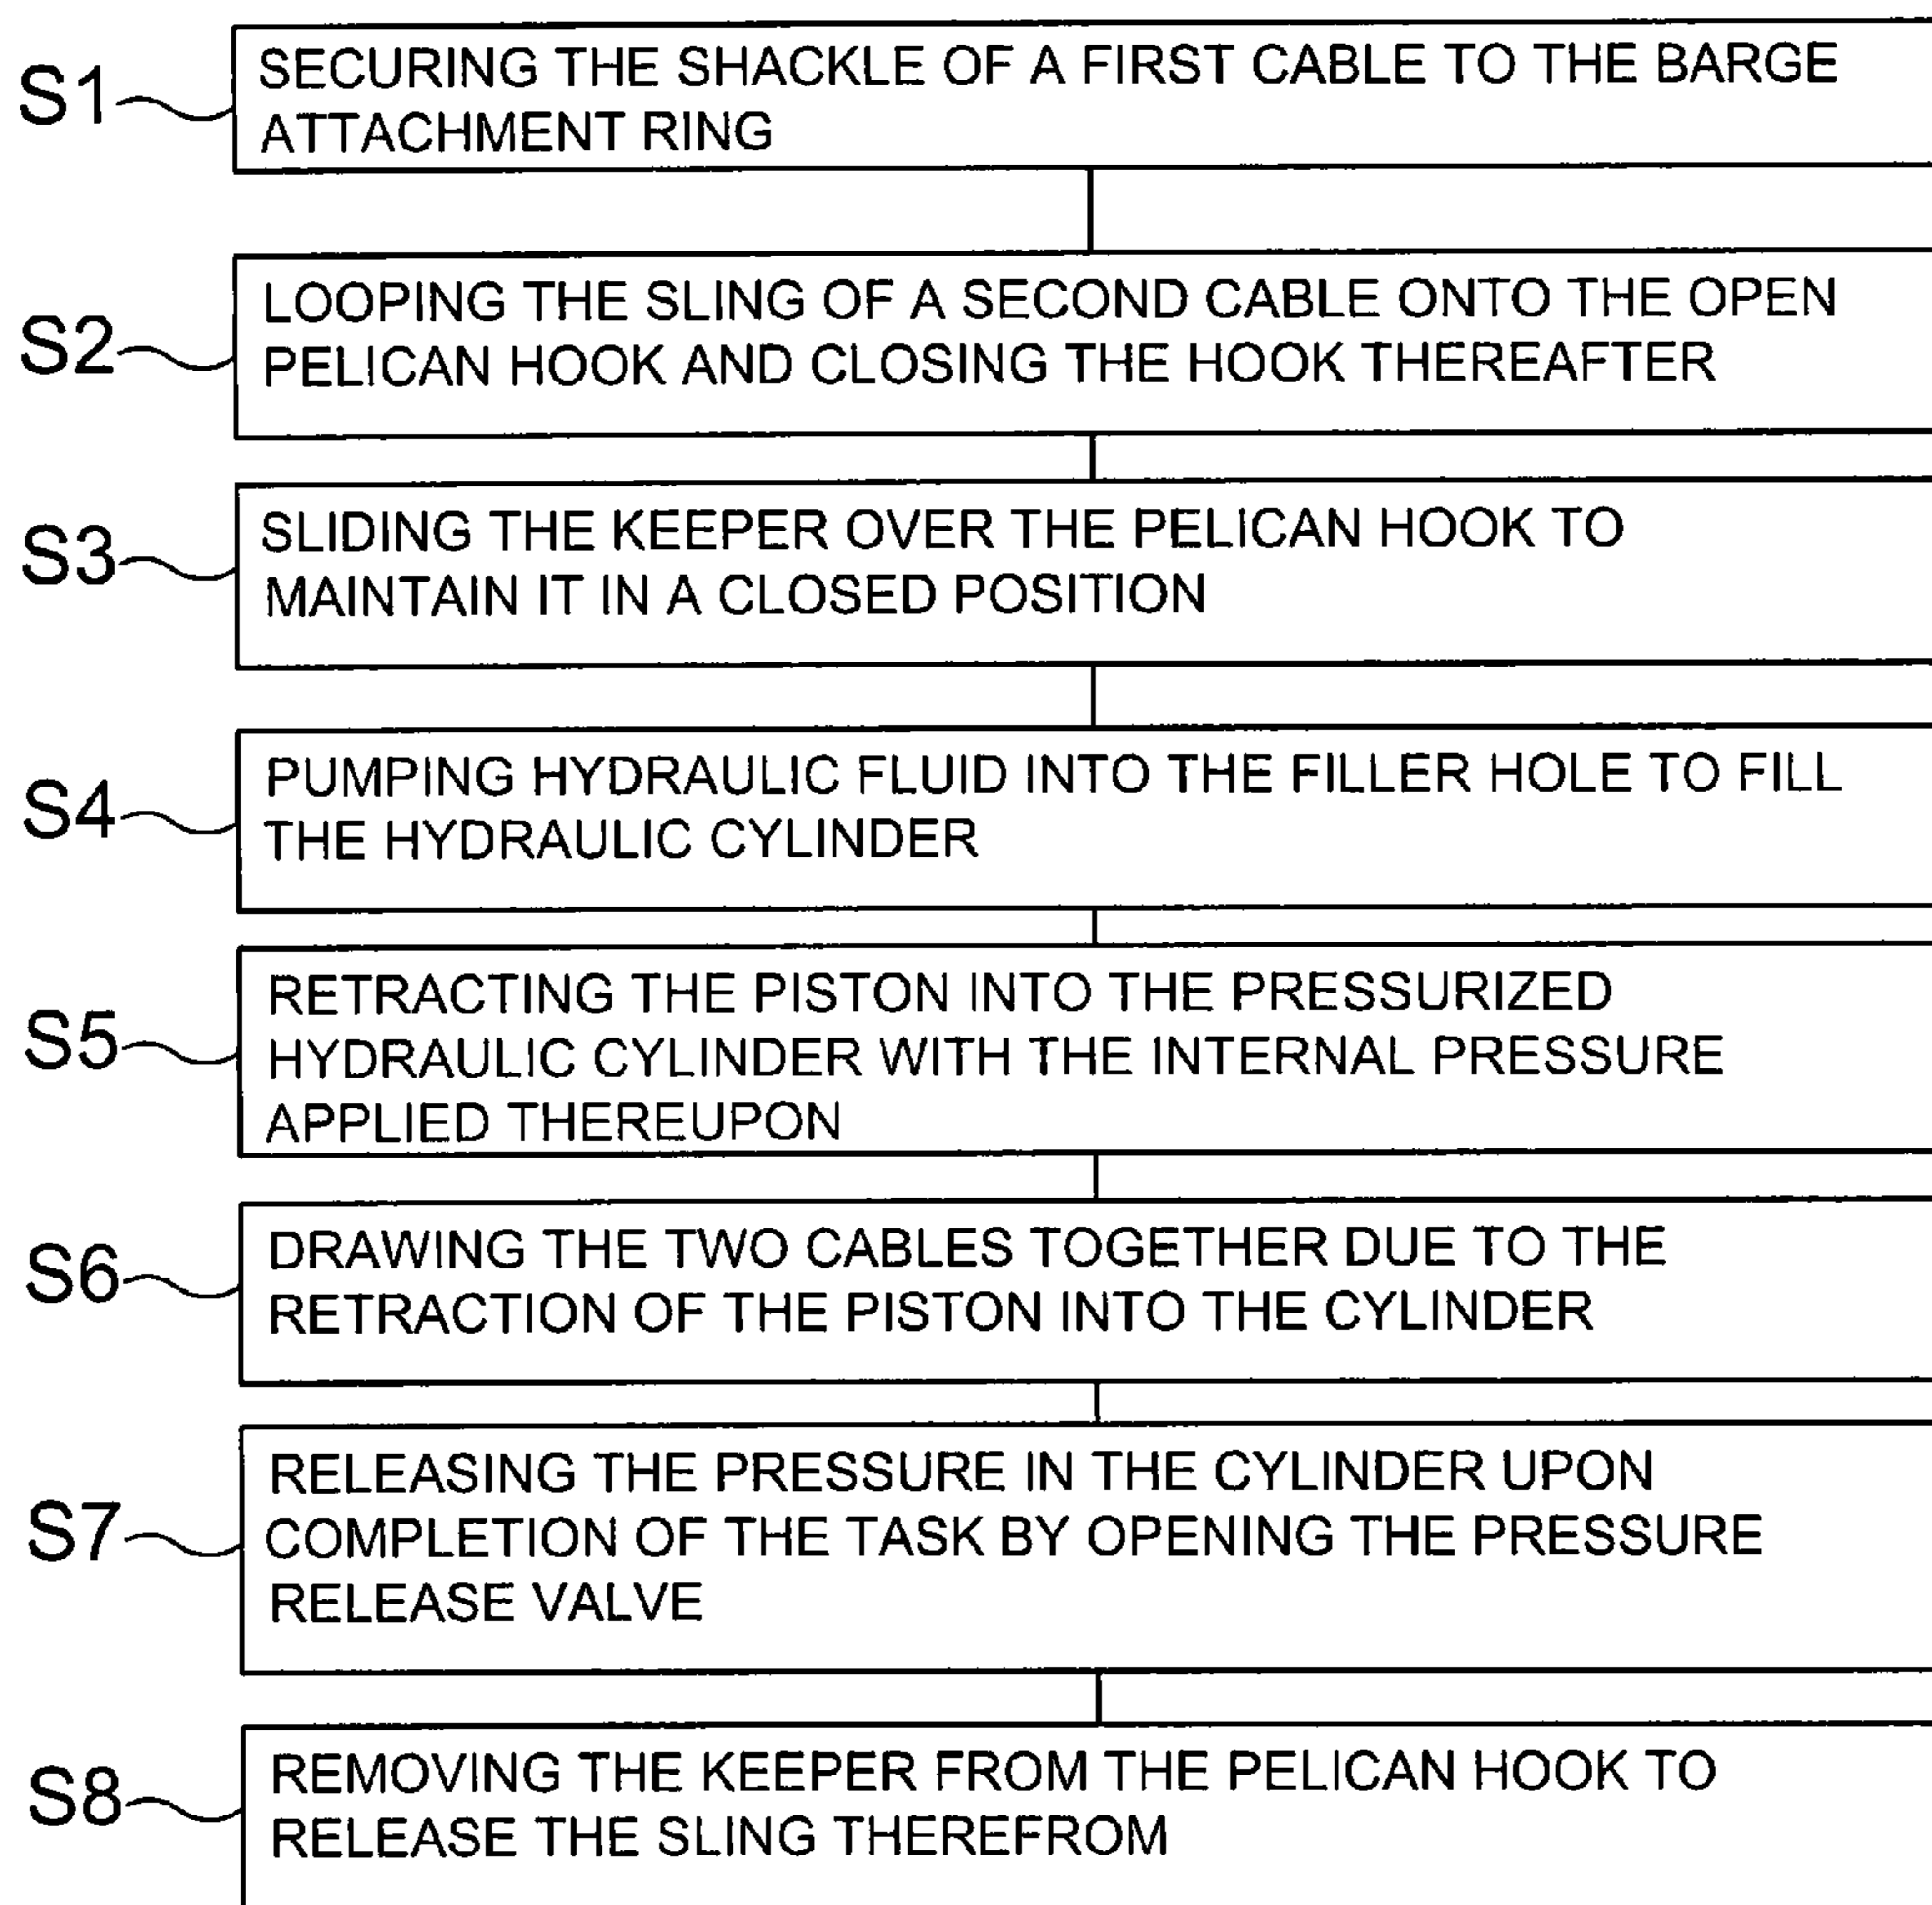 S1 SECURING THE SHACKLE OF A FIRST CABLE TO THE BARGE
ATTACHMENT RING
S2 LOOPING THE SLING OF A SECOND CABLE ONTO THE OPEN
PELICAN HOOK AND CLOSING THE HOOK THEREAFTER
S3 SLIDING THE KEEPER OVER THE PELICAN HOOK TO
MAINTAIN IT IN A CLOSED POSITION
S4 PUMPING HYDRAULIC FLUID INTO THE FILLER HOLE TO FILL
THE HYDRAULIC CYLINDER
S5 RETRACTING THE PISTON INTO THE PRESSURIZED
HYDRAULIC CYLINDER WITH THE INTERNAL PRESSURE
APPLIED THEREUPON
S6 DRAWING THE TWO CABLES TOGETHER DUE TO THE
RETRACTION OF THE PISTON INTO THE CYLINDER
S7 RELEASING THE PRESSURE IN THE CYLINDER UPON
COMPLETION OF THE TASK BY OPENING THE PRESSURE
RELEASE VALVE
S8 REMOVING THE KEEPER FROM THE PELICAN HOOK TO
RELEASE THE SLING THEREFROM